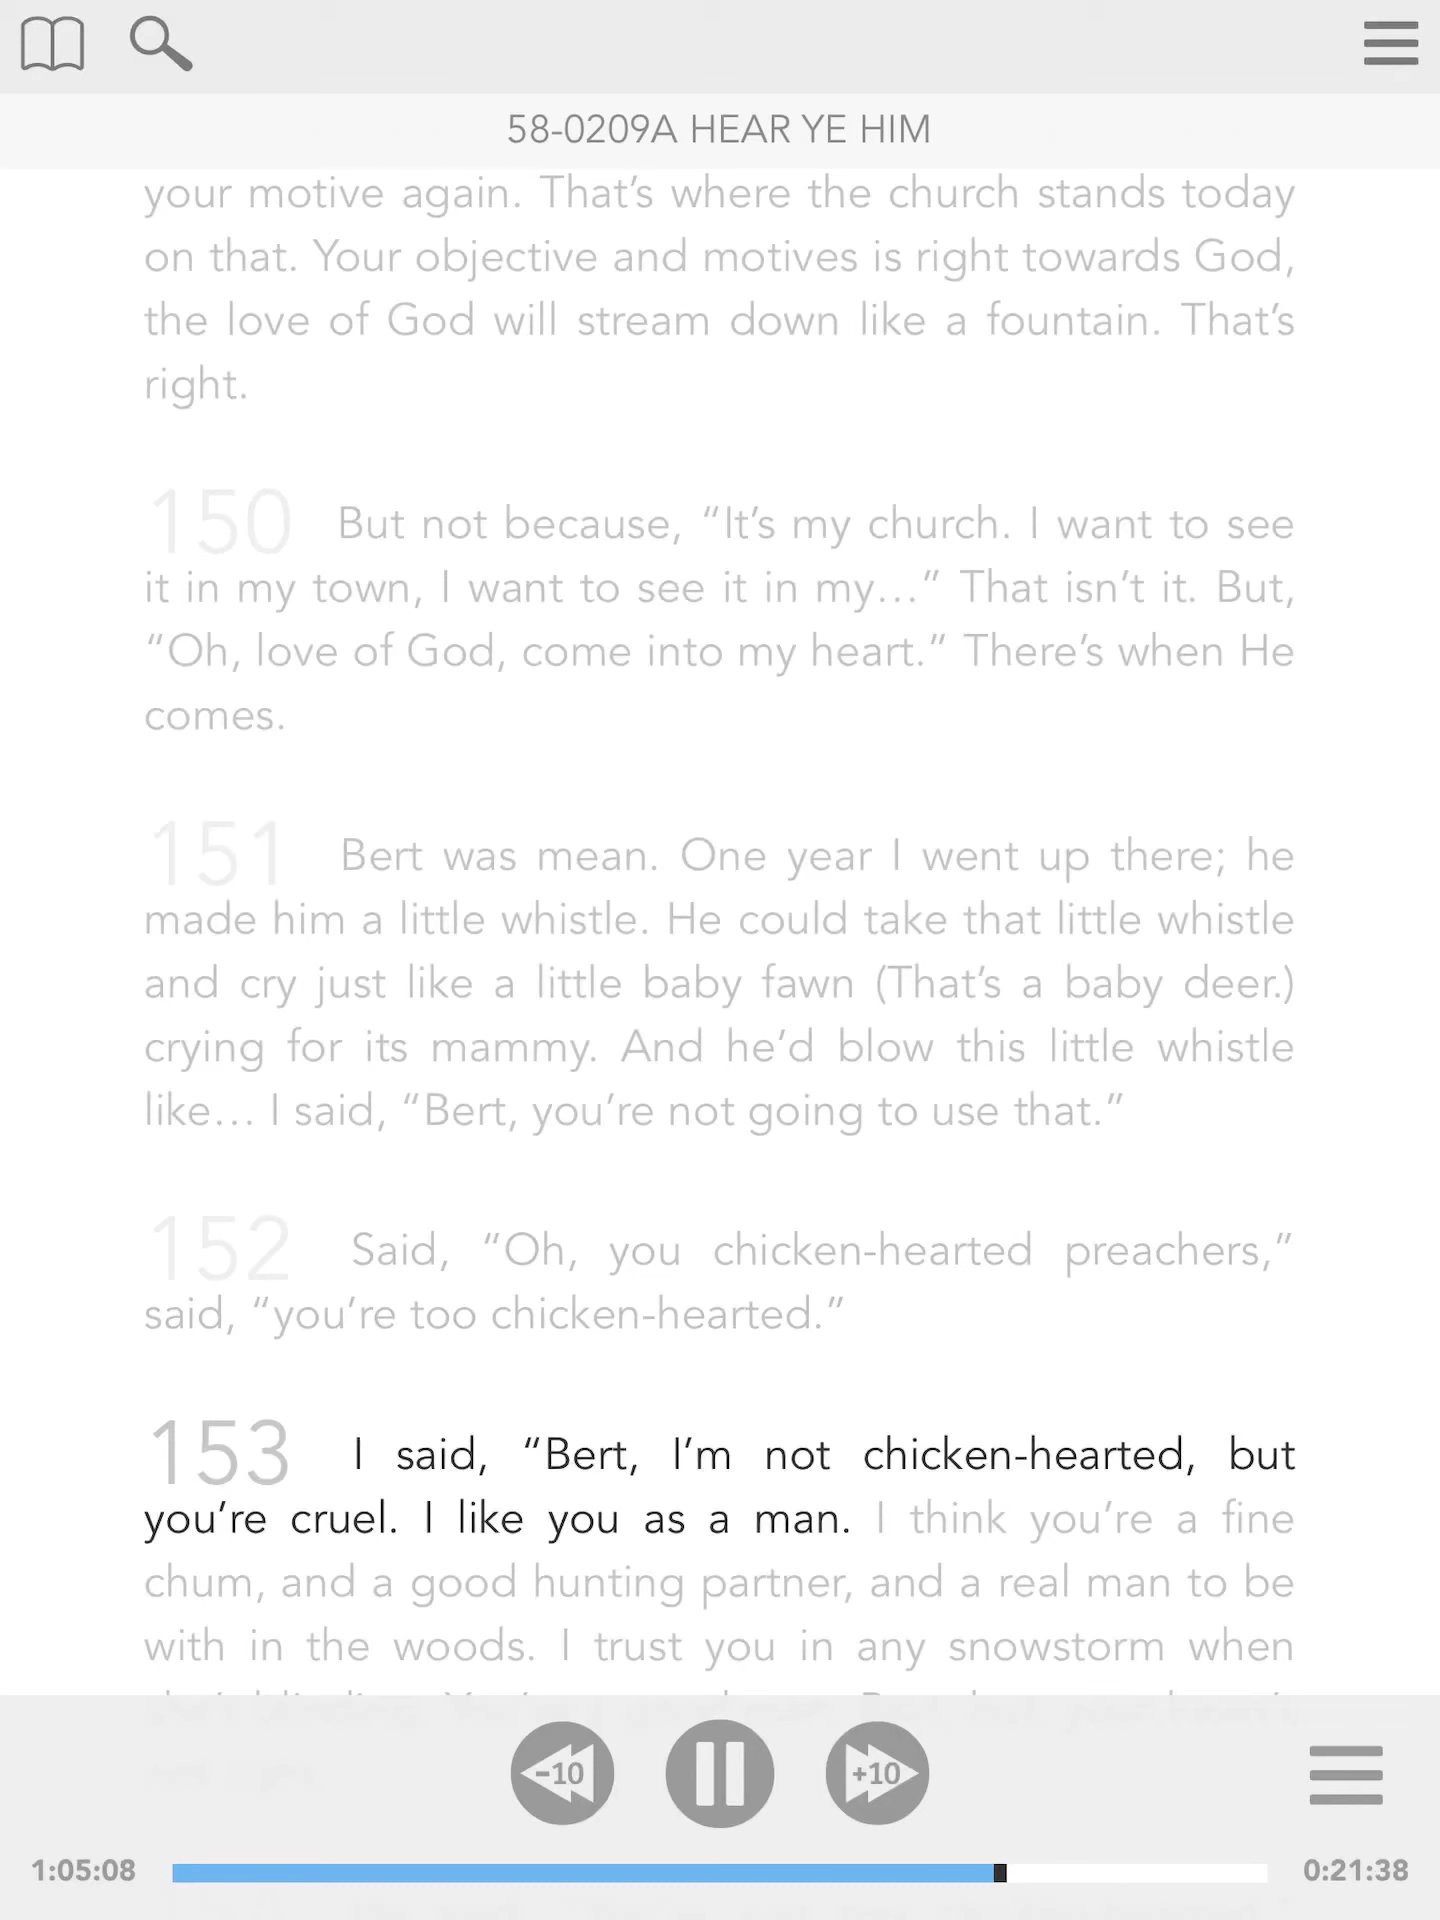 58-0209A HEAR YE HIM
your motive again. That’s where the church stands today
on that. Your objective and motives is right towards God,
the love of God will stream down like a fountain. That’s
right.
150 But not because, “It’s my church. I want to see
it in my town, I want to see it in my…” That isn’t it. But,
“Oh, love of God, come into my heart.” There’s when He
comes.
151 Bert was mean. One year I went up there; he
made him a little whistle. He could take that little whistle
and cry just like a little baby fawn (That’s a baby deer.)
crying for its mammy. And he’d blow this little whistle
like… I said, “Bert, you’re not going to use that.”
152 Said, “Oh, you chicken-hearted preachers,”
said, “you’re too chicken-hearted.”
153 I said, “Bert, I’m not chicken-hearted, but
you’re cruel. I like you as a man. I think you’re a fine
chum, and a good hunting partner, and a real man to be
with in the woods. I trust you in any snowstorm when
-10 +10
1:05:08 0:21:38